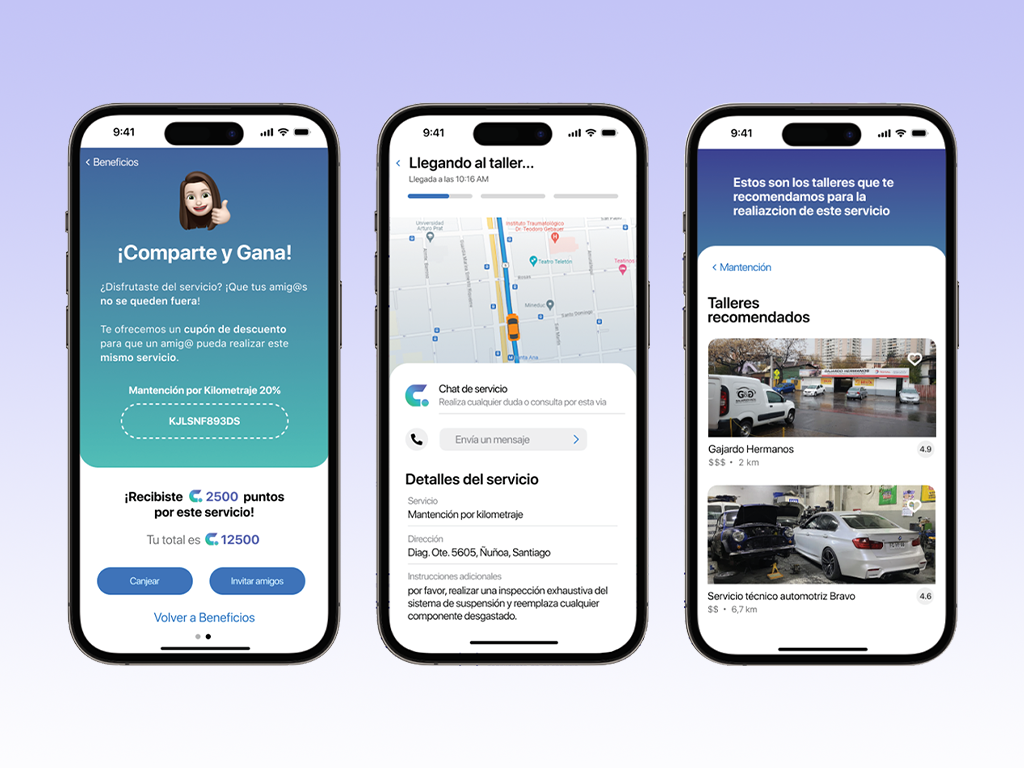 9:41
Beneficios
¡Comparte y Gana!
¿Disfrutaste del servicio? ¡Que tus amig@s
no se queden fuera!
Te ofrecemos un cupón de descuento
para que un amig@ pueda realizar este
mismo servicio.
Mantención por Kilometraje 20%
KJLSNF893DS
¡Recibiste 2500 puntos
por este servicio!
Tu total es 12500
Canjear
Invitar amigos
Volver a Beneficios
9:41
Llegando al taller...
Llegada a las 10:16 AM
Universidad
Arturo Prat
Instituto Traumatológico
Dr. Teodoro Gebauer
Teatro Teletón
Mineduc
Santo Domingo
Santa Ana
Chat de servicio
Realiza cualquier duda o consulta por esta via
Envía un mensaje
Detalles del servicio
Servicio
Mantención por kilometraje
Dirección
Diag. Ote. 5605, Ñuñoa, Santiago
Instrucciones adicionales
por favor, realizar una inspección exhaustiva del
sistema de suspensión y reemplaza cualquier
componente desgastado.
9:41
Estos son los talleres que te
recomendamos para la
realiazcion de este servicio
Mantención
Talleres
recomendados
Gajardo Hermanos
4.9
$$$ • 2 km
Servicio técnico automotriz Bravo
4.6
$$ • 6,7 km